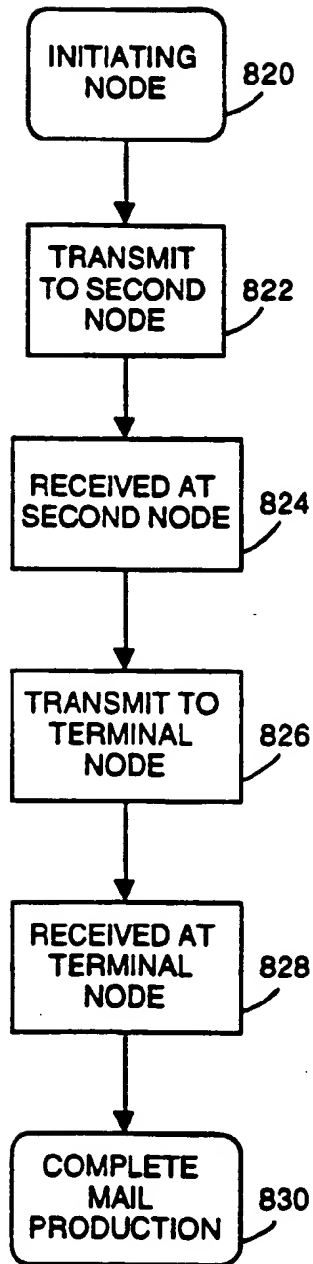 INITIATING
NODE
820
TRANSMIT
TO SECOND
NODE
822
RECEIVED AT
SECOND NODE
824
TRANSMIT TO
TERMINAL
NODE
826
RECEIVED AT
TERMINAL
NODE
828
COMPLETE
MAIL
PRODUCTION
830